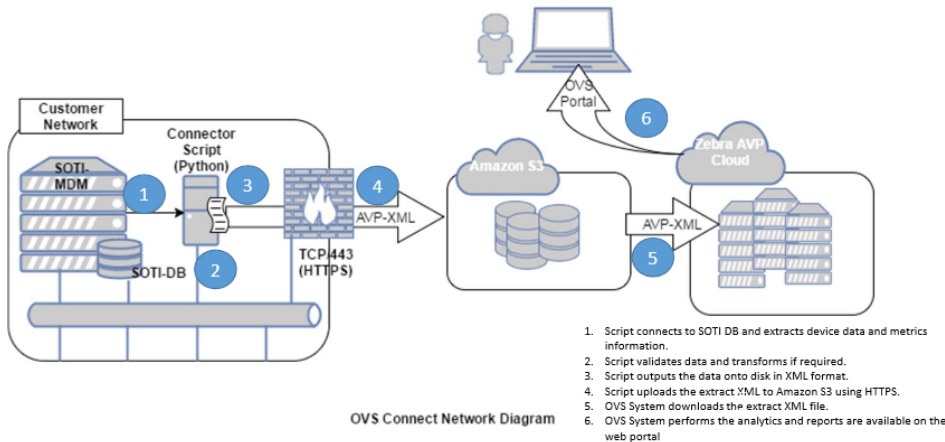 OVS
Portal
6
Customer
Network
Connector
Script
(Python)
Zebra AVP
Cloud
Amazon S3
SOTI-
MDM
1
3
4
AVP-XML
AVP-XML
TCP/443
(HTTPS)
5
SOTI-DB
2
1. Script connects to SOTI DB and extracts device data and metrics
information.
2. Script validates data and transforms if required.
3. Script outputs the data onto disk in XML format.
4. Script uploads the extract XML to Amazon S3 using HTTPS.
5. OVS System downloads the extract XML file.
6. OVS System performs the analytics and reports are available on the
web portal
OVS Connect Network Diagram